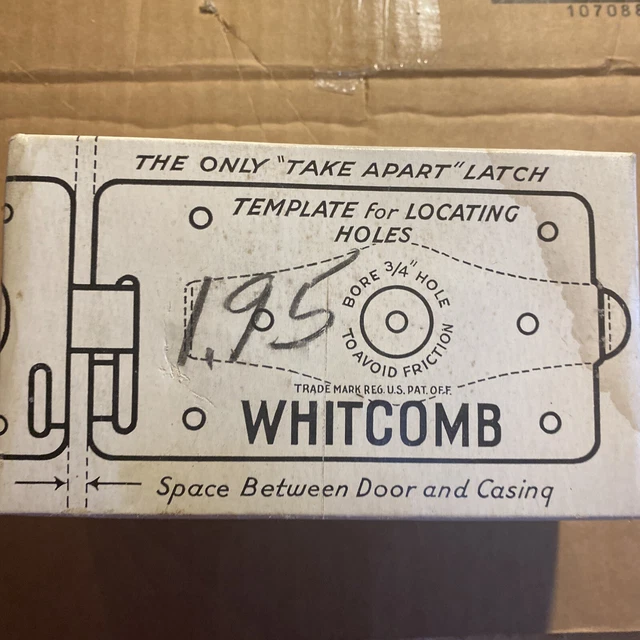 107088
THE ONLY "TAKE APART" LATCH
TEMPLATE for LOCATING
HOLES
1.95
BORE 3/4" HOLE
TO AVOID FRICTION
TRADE MARK REG. U.S. PAT. OFF.
WHITCOMB
Space Between Door and Casing